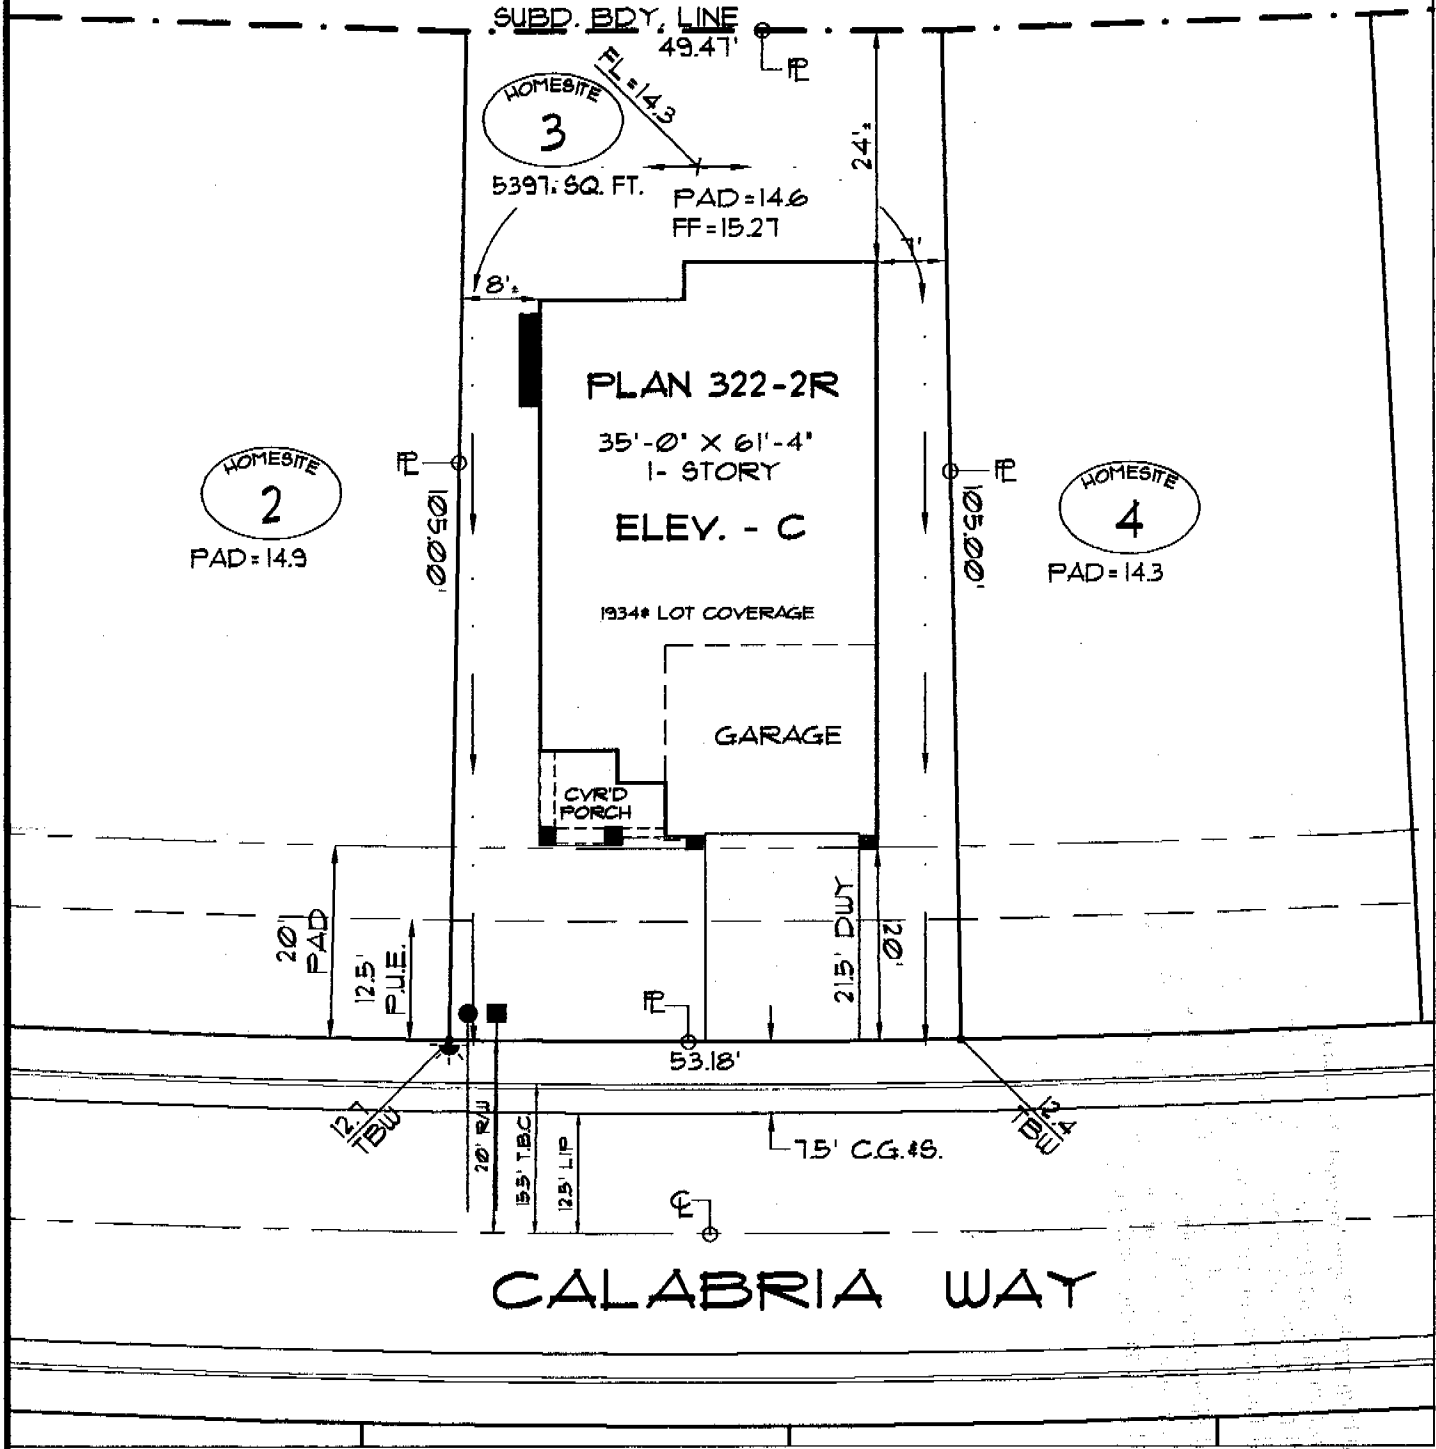 SUBD. BDY. LINE
49.47'
PL
FL=14.3
HOMESITE
3
5397± SQ. FT.
24'±
PAD=14.6
FF=15.27
7'
8'±
PLAN 322-2R
35'-0" X 61'-4"
1- STORY
ELEV. - C
1934# LOT COVERAGE
HOMESITE
2
PAD=14.9
PL
105.00'
PL
105.00'
HOMESITE
4
PAD=14.3
GARAGE
CVR'D
PORCH
20'
PAD
12.5'
P.U.E.
21.5' DWY
20'
PL
53.18'
12.7
TBW
12.4
TBW
20' R/W
15.5' T.B.C
12.5' LIP
7.5' C.G.&S.
CL
CALABRIA WAY